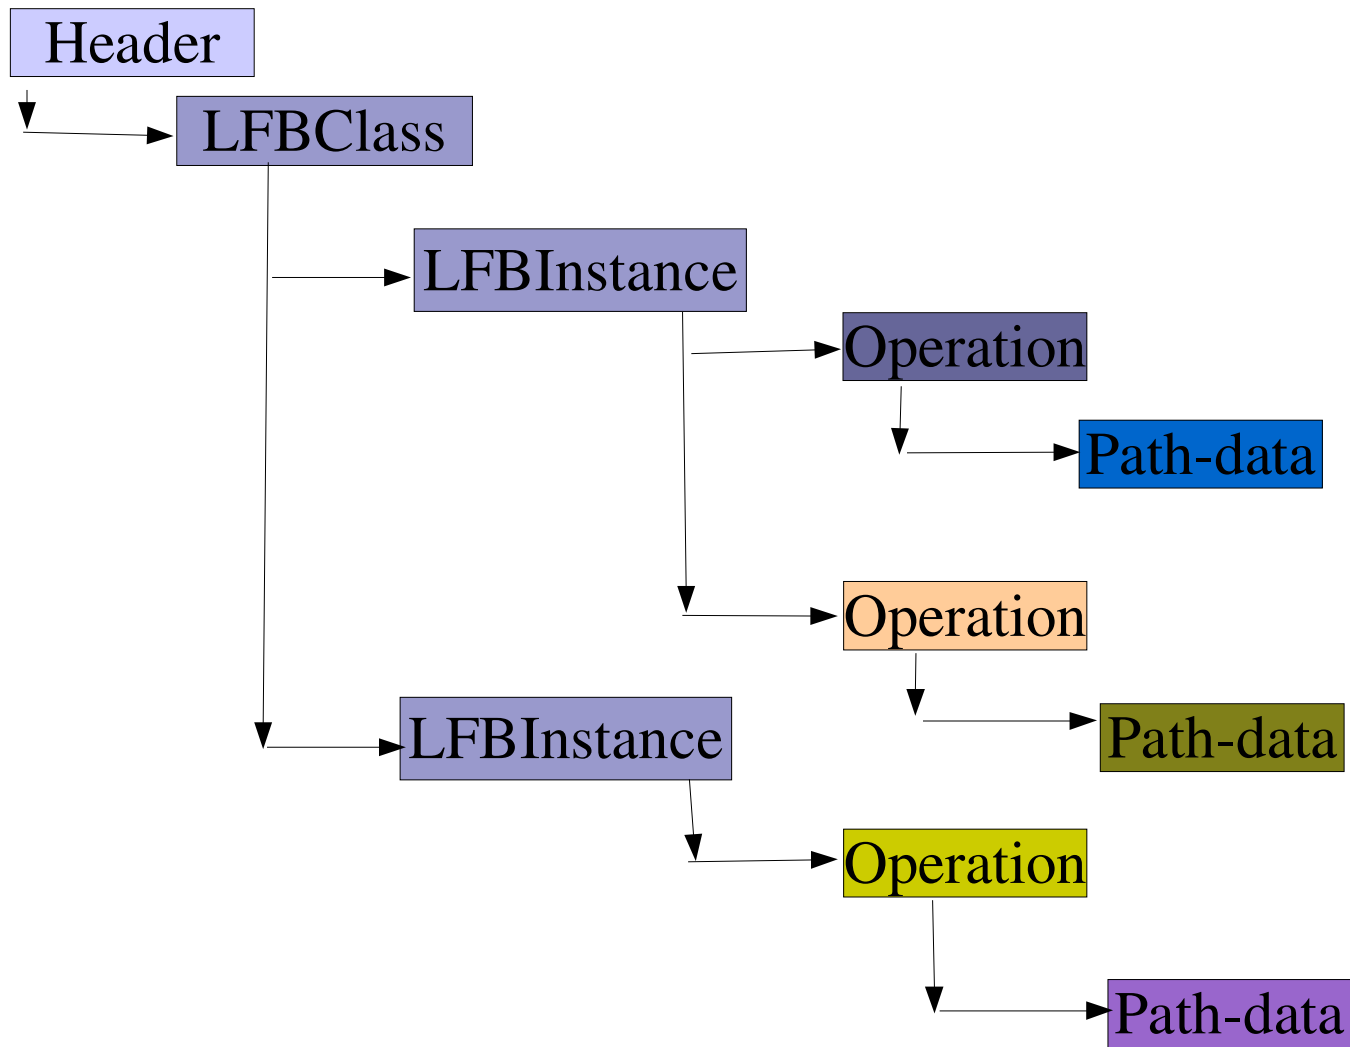 Header
LFBClass
LFBInstance
Operation
Path-data
Operation
LFBInstance
Path-data
Operation
Path-data